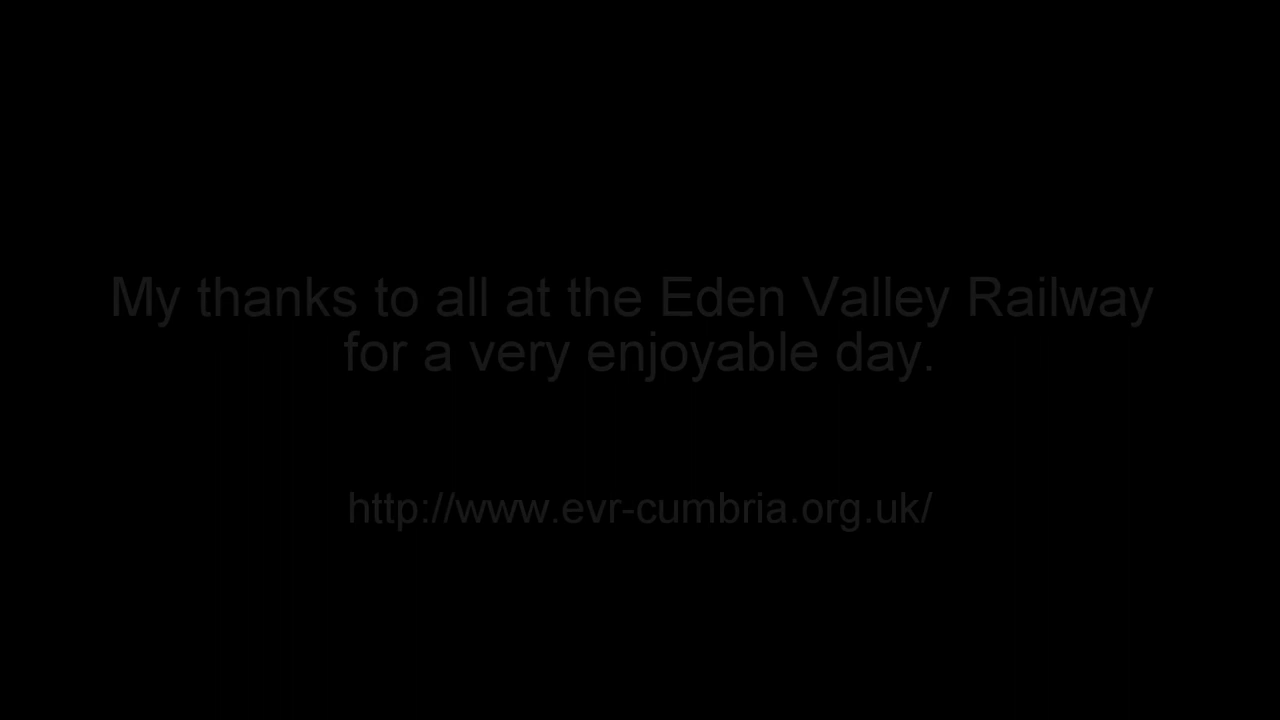 My thanks to all at the Eden Valley Railway
for a very enjoyable day.
http://www.evr-cumbria.org.uk/